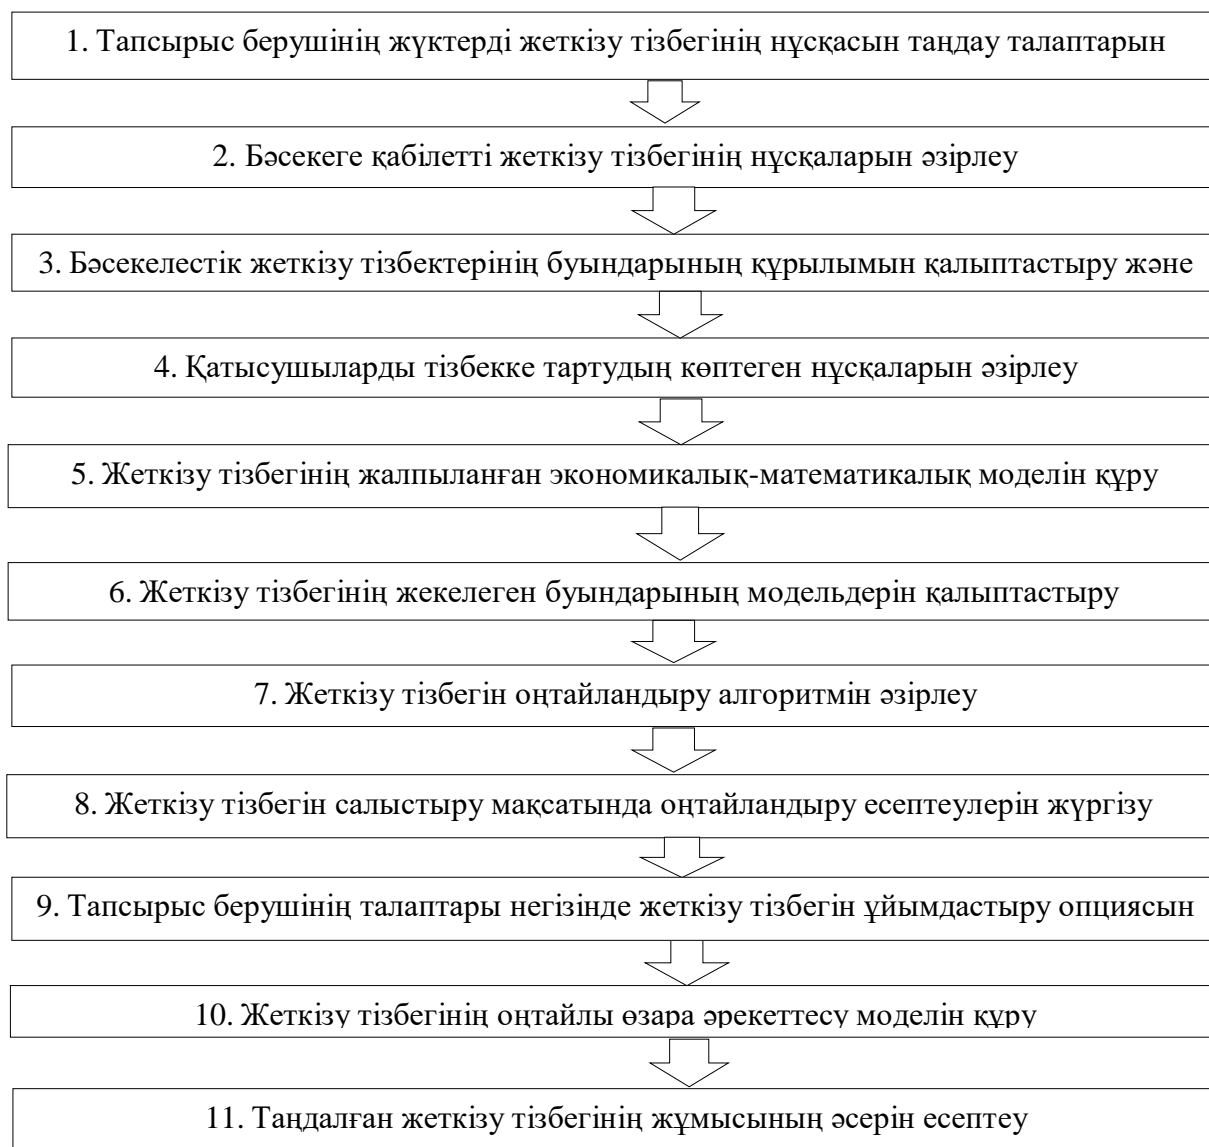 1. Тапсырыс берушінің жүктерді жеткізу тізбегінің нұсқасын таңдау талаптарын
2. Бәсекеге қабілетті жеткізу тізбегінің нұсқаларын әзірлеу
3. Бәсекелестік жеткізу тізбектерінің буындарының құрылымын қалыптастыру және
4. Қатысушыларды тізбекке тартудың көптеген нұсқаларын әзірлеу
5. Жеткізу тізбегінің жалпыланған экономикалық-математикалық моделін құру
6. Жеткізу тізбегінің жекелеген буындарының модельдерін қалыптастыру
7. Жеткізу тізбегін оңтайландыру алгоритмін әзірлеу
8. Жеткізу тізбегін салыстыру мақсатында оңтайландыру есептеулерін жүргізу
9. Тапсырыс берушінің талаптары негізінде жеткізу тізбегін ұйымдастыру опциясын
10. Жеткізу тізбегінің оңтайлы өзара әрекеттесу моделін құру
11. Таңдалған жеткізу тізбегінің жұмысының әсерін есептеу